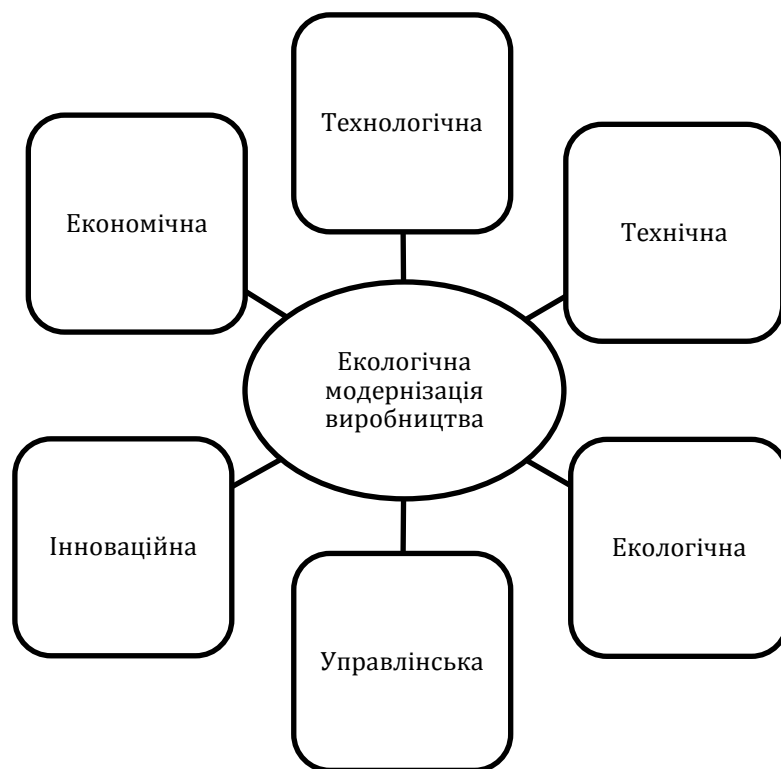 Технологічна
Економічна
Технічна
Екологічна
модернізація
виробництва
Інноваційна
Екологічна
Управлінська